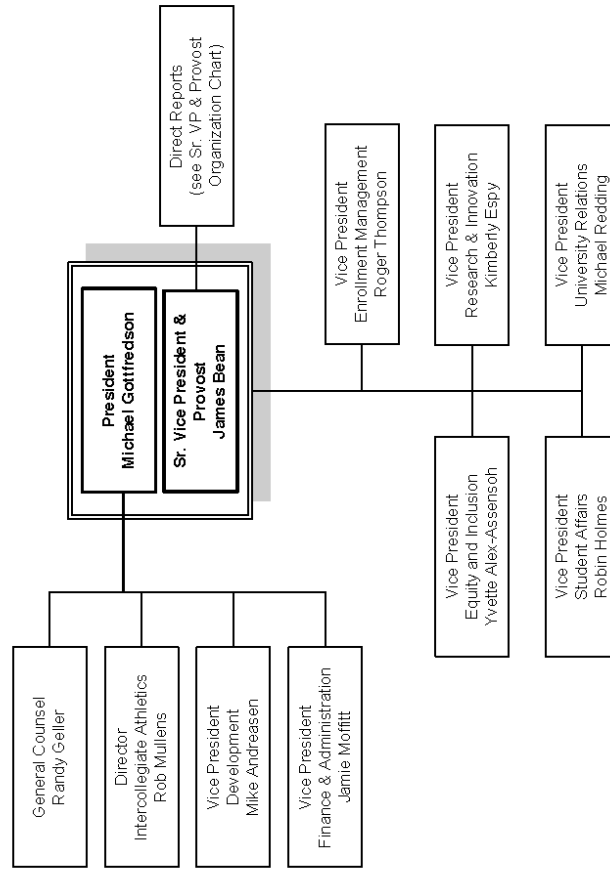 President
Michael Gottfredson
Sr. Vice President &
Provost
James Bean
Direct Reports
(see Sr. VP & Provost
Organization Chart)
General Counsel
Randy Geller
Director
Intercollegiate Athletics
Rob Mullens
Vice President
Development
Mike Andreasen
Vice President
Finance & Administration
Jamie Moffitt
Vice President
Enrollment Management
Roger Thompson
Vice President
Equity and Inclusion
Yvette Alex-Assensoh
Vice President
Research & Innovation
Kimberly Espy
Vice President
Student Affairs
Robin Holmes
Vice President
University Relations
Michael Redding